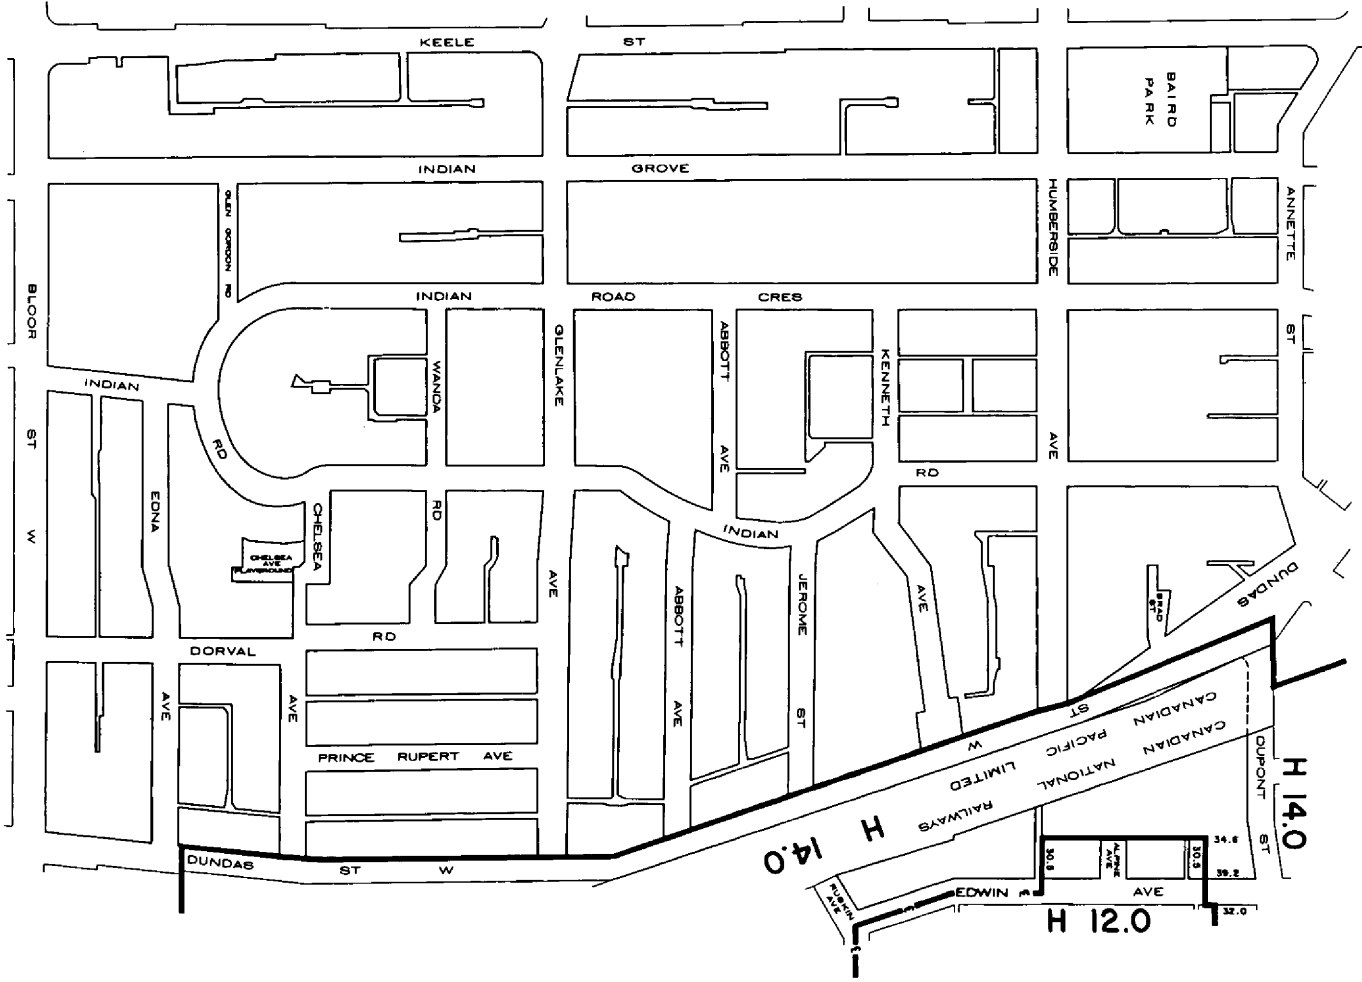 KEELE ST
BAIRD
PARK
INDIAN GROVE
GLEN GORDON RD
HUMBERSIDE AVE
ANNETTE ST
BLOOR ST W
INDIAN ROAD CRES
INDIAN RD
GLENLAKE AVE
ABBOTT AVE
KENNETH AVE
WANDA RD
EDNA AVE
CHELSEA AVE
CHELSEA
AVE
PLAYGROUND
INDIAN RD
ABBOTT AVE
JEROME ST
DORVAL RD
BRAD
ST
DUNDAS ST W
PRINCE RUPERT AVE
CANADIAN PACIFIC LIMITED
CANADIAN NATIONAL RAILWAYS
DUPONT ST
H 14.0
H 14.0
DUNDAS ST W
RUSKIN
AVE
EDWIN AVE
ALPINE
AVE
30.5
30.5
34.6
39.2
32.0
H 12.0